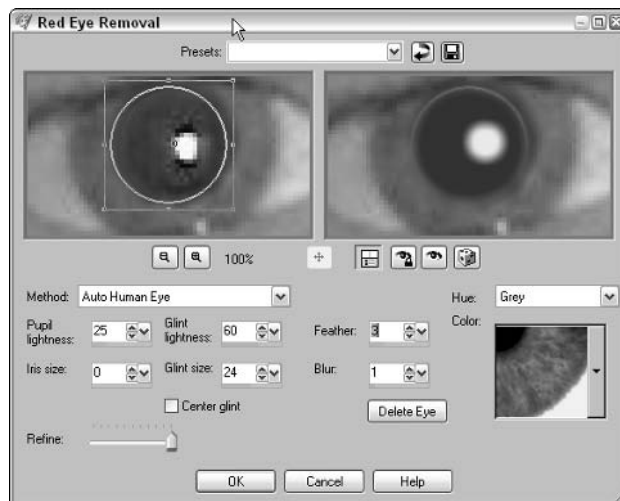 Red Eye Removal
Presets:
100%
Method: Auto Human Eye
Hue: Grey
Pupil lightness: 25
Glint lightness: 60
Feather: 3
Color:
Iris size: 0
Glint size: 24
Blur: 1
Center glint
Delete Eye
Refine:
OK Cancel Help